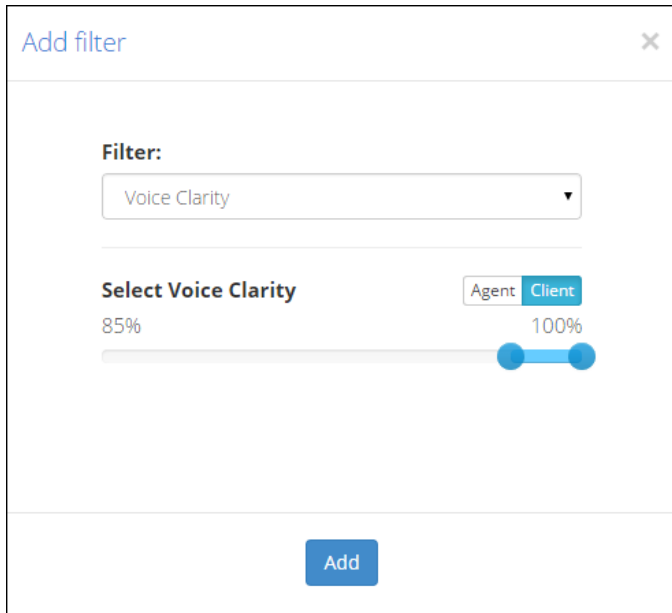 Add filter ×
Filter:
Voice Clarity
Select Voice Clarity Agent Client
85% 100%
Add